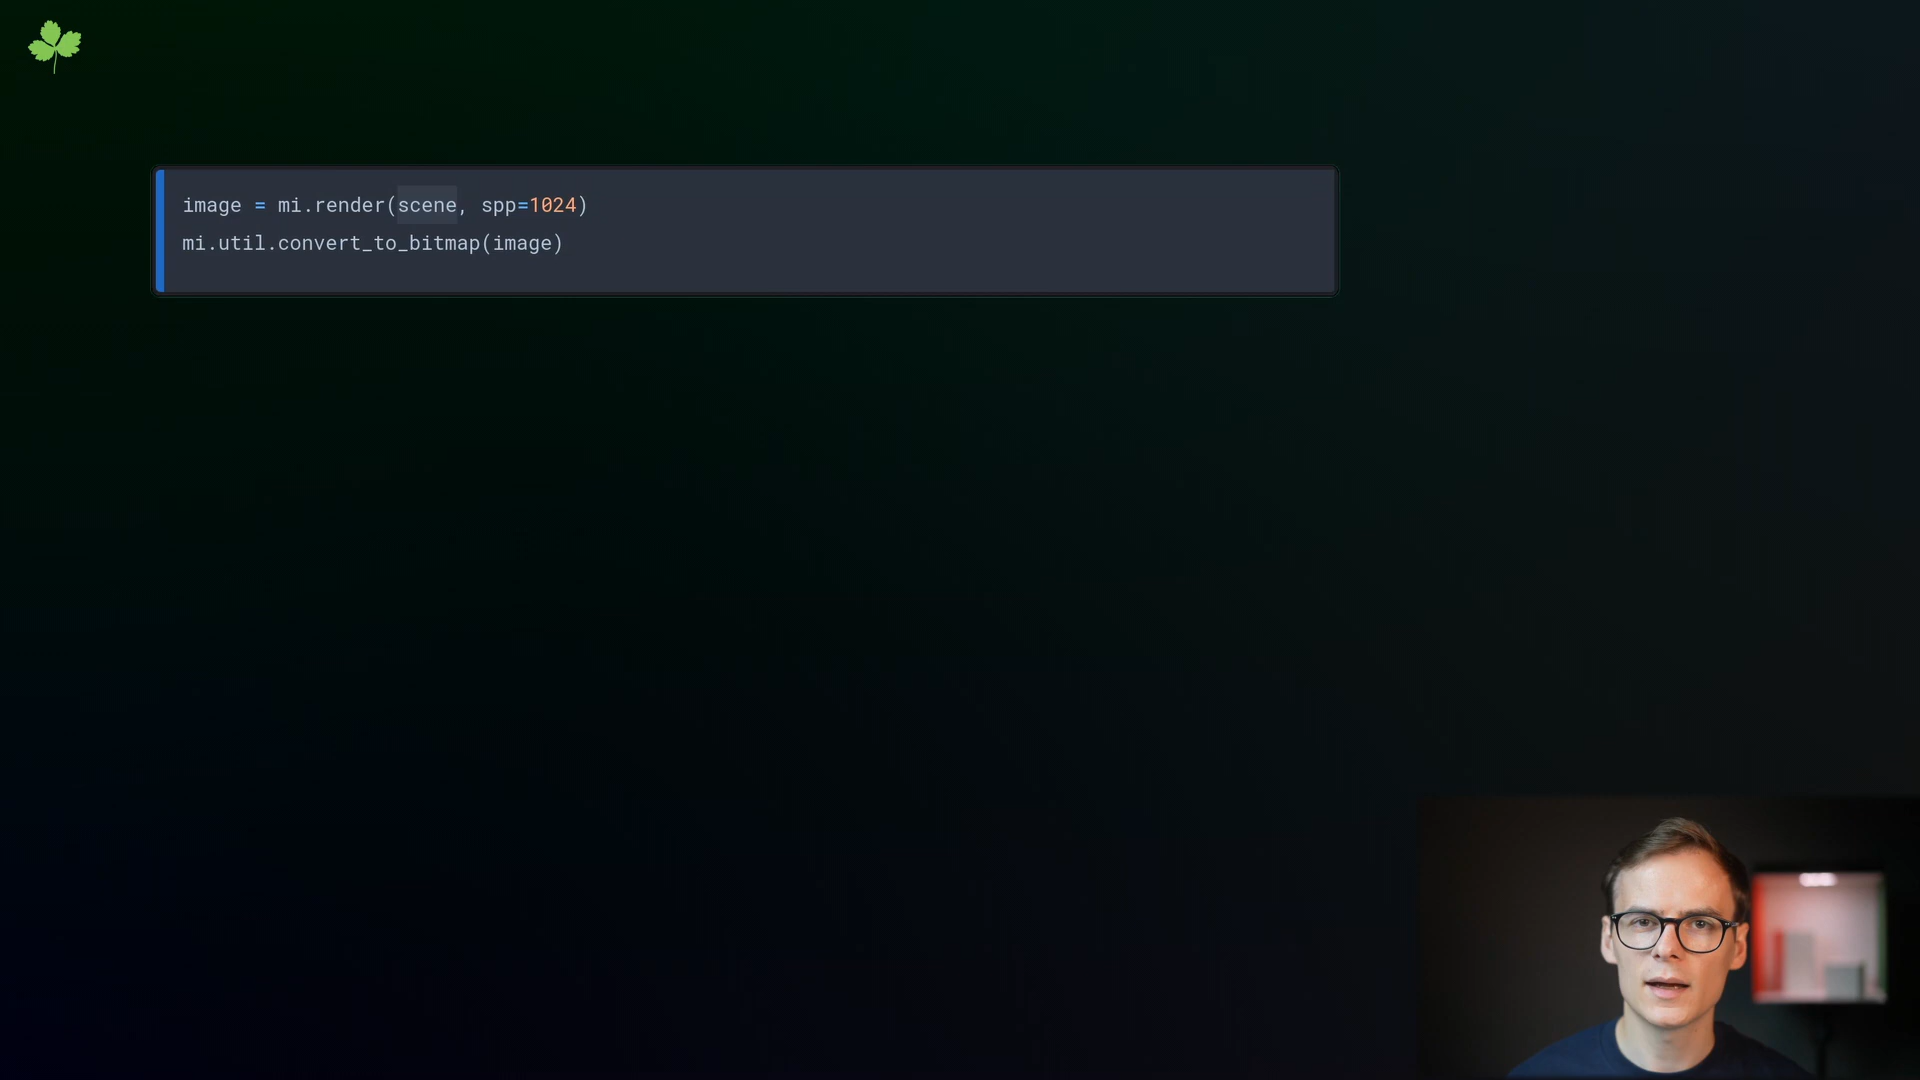 image = mi.render(scene, spp=1024)
mi.util.convert_to_bitmap(image)